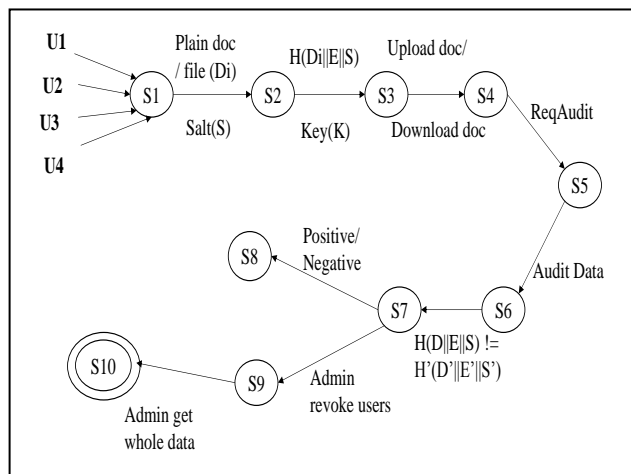 U1
U2
U3
U4
S1
Plain doc
/ file (Di)
Salt(S)
S2
H(Di||E||S)
Key(K)
S3
Upload doc/
Download doc
S4
ReqAudit
S5
Audit Data
S6
H(D||E||S) !=
H'(D'||E'||S')
S7
Positive/
Negative
S8
Admin
revoke users
S9
Admin get
whole data
S10